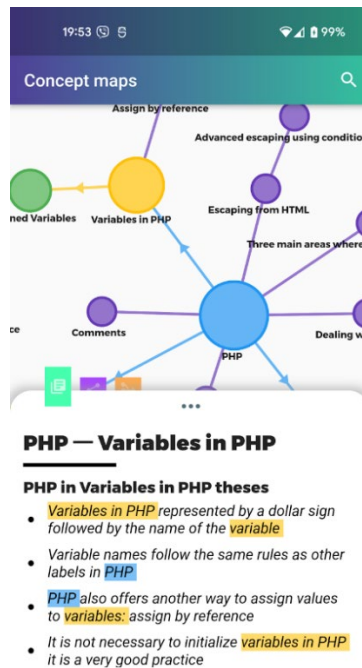 19:53
99%
Concept maps
Assign by reference
Advanced escaping using conditio
ned Variables
Variables in PHP
Escaping from HTML
Three main areas where
ce
Comments
PHP
Dealing w
PHP — Variables in PHP
PHP in Variables in PHP theses
Variables in PHP represented by a dollar sign
followed by the name of the variable
Variable names follow the same rules as other
labels in PHP
PHP also offers another way to assign values
to variables: assign by reference
It is not necessary to initialize variables in PHP
it is a very good practice